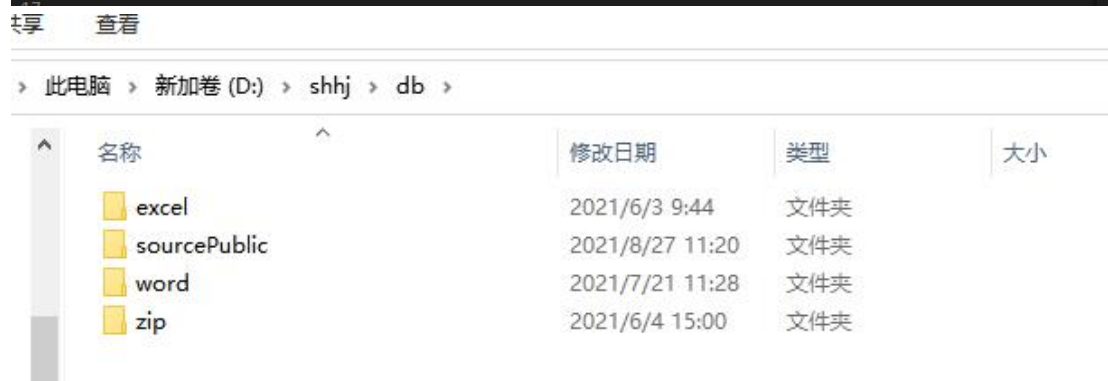 共享 查看
此电脑 > 新加卷 (D:) > shhj > db >
名称 修改日期 类型 大小
excel 2021/6/3 9:44 文件夹
sourcePublic 2021/8/27 11:20 文件夹
word 2021/7/21 11:28 文件夹
zip 2021/6/4 15:00 文件夹